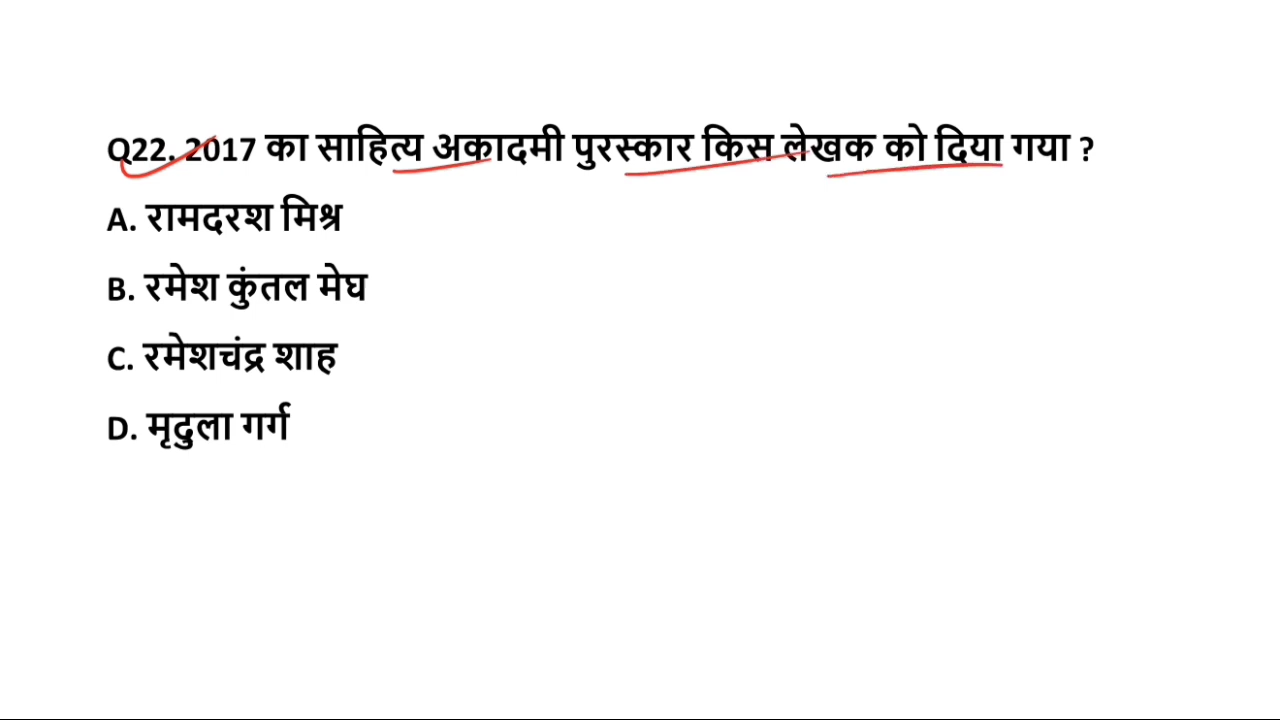 Q22. 2017 का साहित्य अकादमी पुरस्कार किस लेखक को दिया गया ?
A. रामदरश मिश्र
B. रमेश कुंतल मेघ
C. रमेशचंद्र शाह
D. मृदुला गर्ग